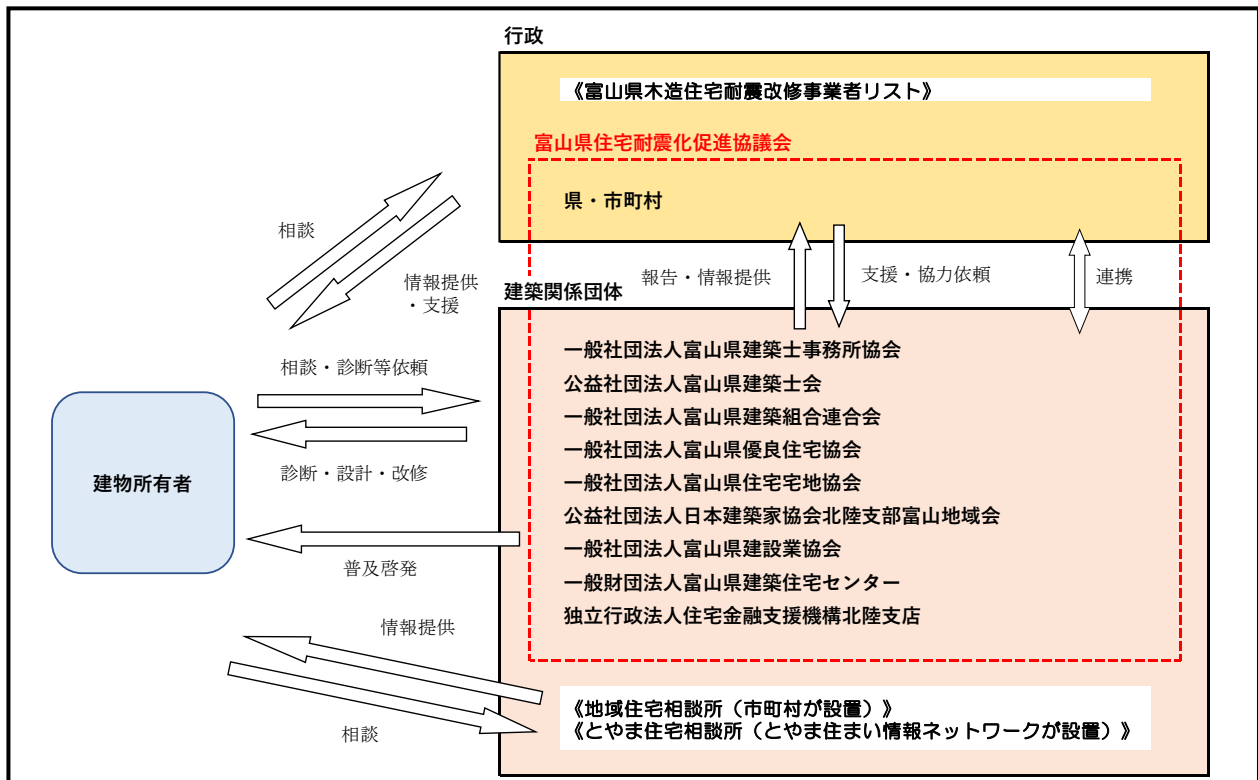 行政
《富山県木造住宅耐震改修事業者リスト》
富山県住宅耐震化促進協議会
県・市町村
相談
情報提供
・支援
報告・情報提供
支援・協力依頼
連携
建築関係団体
一般社団法人富山県建築士事務所協会
公益社団法人富山県建築士会
一般社団法人富山県建築組合連合会
一般社団法人富山県優良住宅協会
一般社団法人富山県住宅宅地協会
公益社団法人日本建築家協会北陸支部富山地域会
一般社団法人富山県建設業協会
一般財団法人富山県建築住宅センター
独立行政法人住宅金融支援機構北陸支店
相談・診断等依頼
診断・設計・改修
建物所有者
普及啓発
情報提供
相談
《地域住宅相談所（市町村が設置）》
《とやま住宅相談所（とやま住まい情報ネットワークが設置）》